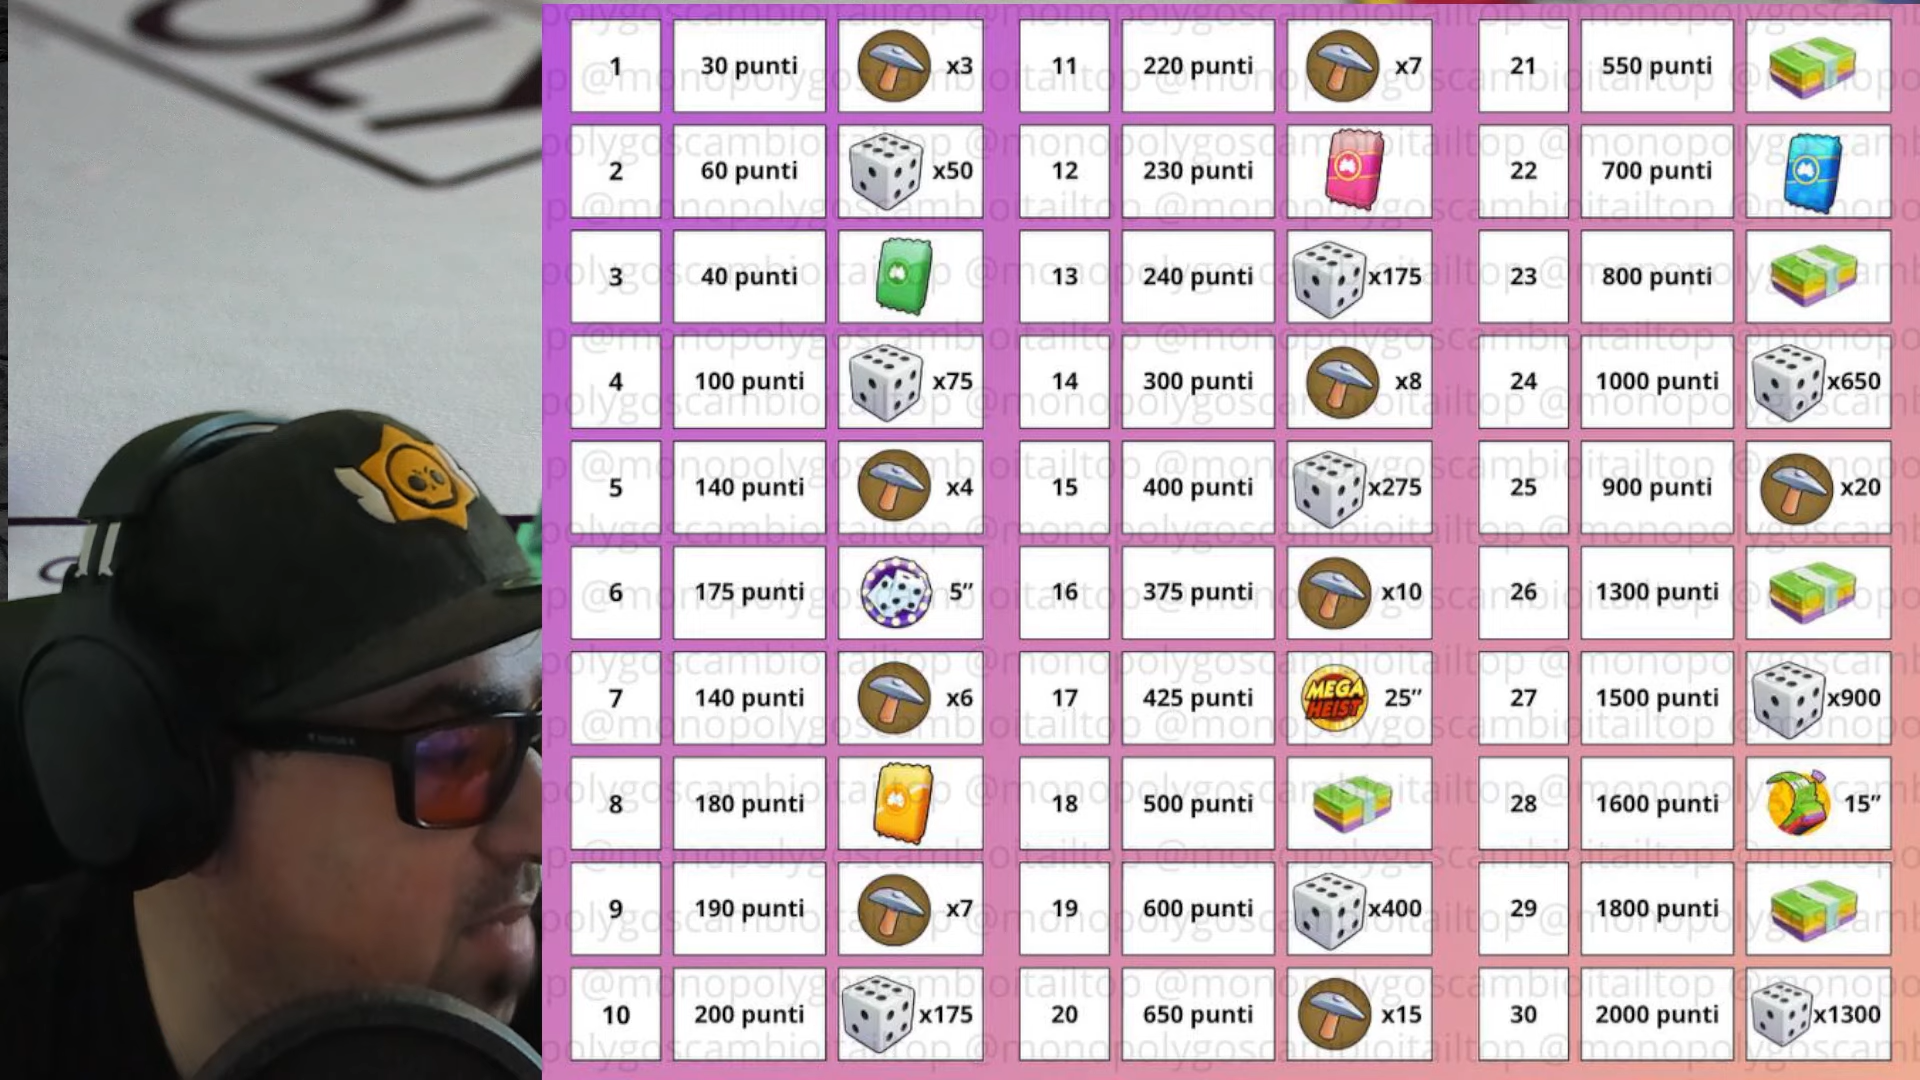 OLY
1 30 punti x3
2 60 punti x50
3 40 punti
4 100 punti x75
5 140 punti x4
6 175 punti 5”
7 140 punti x6
8 180 punti
9 190 punti x7
10 200 punti x175
11 220 punti x7
12 230 punti
13 240 punti x175
14 300 punti x8
15 400 punti x275
16 375 punti x10
17 425 punti MEGA HEIST 25”
18 500 punti
19 600 punti x400
20 650 punti x15
21 550 punti
22 700 punti
23 800 punti
24 1000 punti x650
25 900 punti x20
26 1300 punti
27 1500 punti x900
28 1600 punti 15”
29 1800 punti
30 2000 punti x1300
@monopolygoscambioitailtop